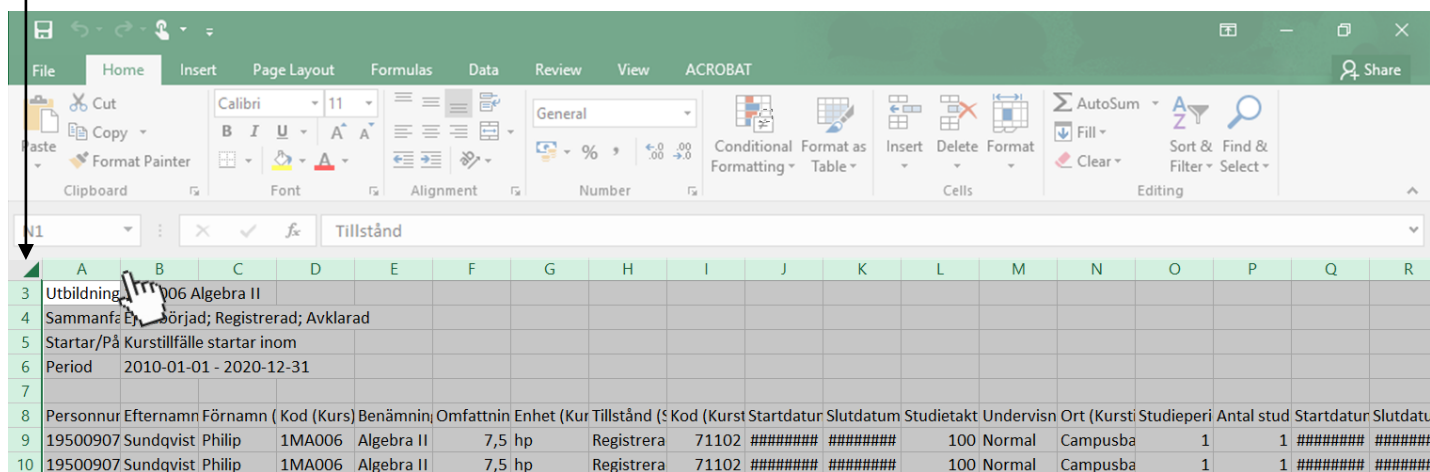 File Home Insert Page Layout Formulas Data Review View ACROBAT Share
Cut Calibri 11 General AutoSum
Copy B I U A A Fill
Paste Format Painter A % , .00 .0 Conditional Formatting Format as Table Insert Delete Format Clear Sort & Filter Find & Select
Clipboard Font Alignment Number Cells Editing
N1 fx Tillstånd
A B C D E F G H I J K L M N O P Q R
3 Utbildning 006 Algebra II
4 Sammanfa börjad; Registrerad; Avklarad
5 Startar/På Kurstillfälle startar inom
6 Period 2010-01-01 - 2020-12-31
7
8 Personnur Efternamn Förnamn ( Kod (Kurs) Benämnin Omfattnin Enhet (Kur Tillstånd (S Kod (Kurst Startdatur Slutdatum Studietakt Undervisn Ort (Kursti Studieperi Antal stud Startdatur Slutdatu
9 19500907 Sundqvist Philip 1MA006 Algebra II 7,5 hp Registrera 71102 ######## ######## 100 Normal Campusba 1 1 ######## #######
10 19500907 Sundqvist Philip 1MA006 Algebra II 7,5 hp Registrera 71102 ######## ######## 100 Normal Campusba 1 1 ######## #######